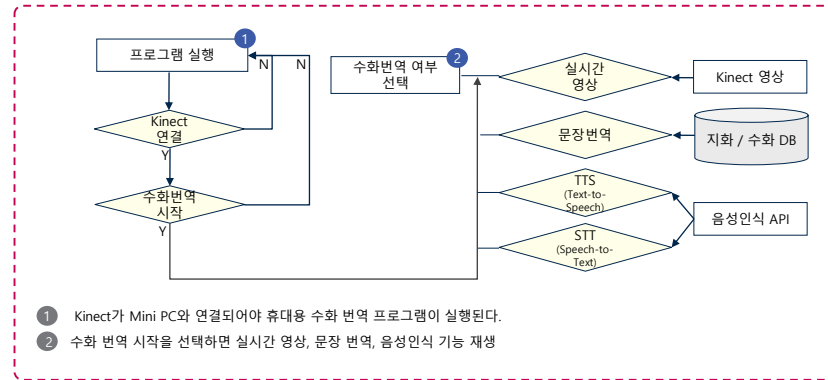 1
프로그램 실행
N
N
Kinect
연결
Y
수화번역
시작
Y
2
수화번역 여부
선택
실시간
영상
Kinect 영상
문장번역
지화 / 수화 DB
TTS
(Text-to-
Speech)
음성인식 API
STT
(Speech-to-
Text)
1 Kinect가 Mini PC와 연결되어야 휴대용 수화 번역 프로그램이 실행된다.
2 수화 번역 시작을 선택하면 실시간 영상, 문장 번역, 음성인식 기능 재생